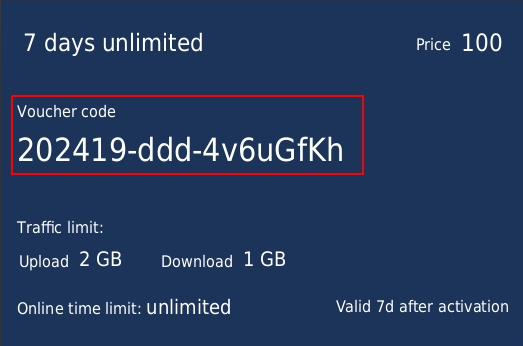 7 days unlimited Price 100
Voucher code
202419-ddd-4v6uGfKh
Traffic limit:
Upload 2 GB Download 1 GB
Online time limit: unlimited Valid 7d after activation